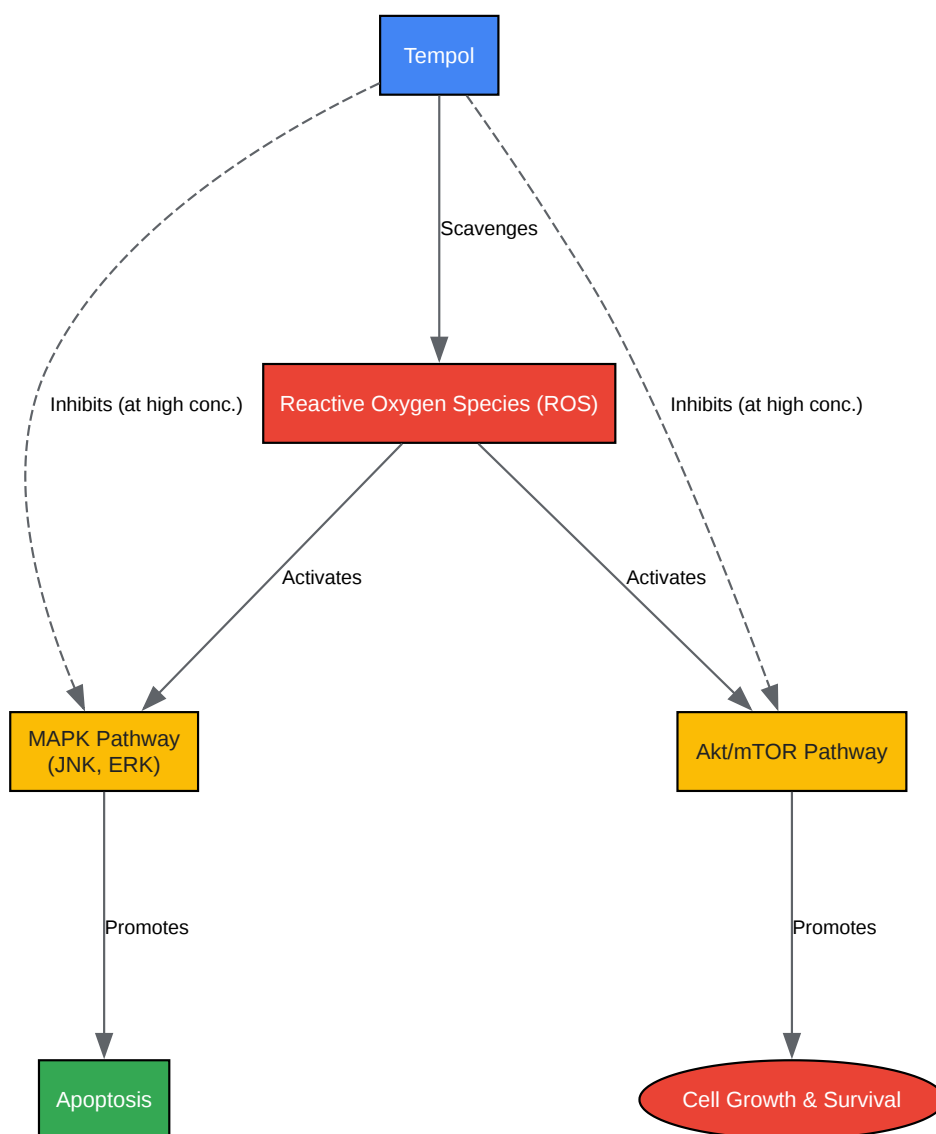 Tempol
Scavenges
Inhibits (at high conc.)
Inhibits (at high conc.)
Reactive Oxygen Species (ROS)
Activates
Activates
MAPK Pathway
(JNK, ERK)
Akt/mTOR Pathway
Promotes
Promotes
Apoptosis
Cell Growth & Survival